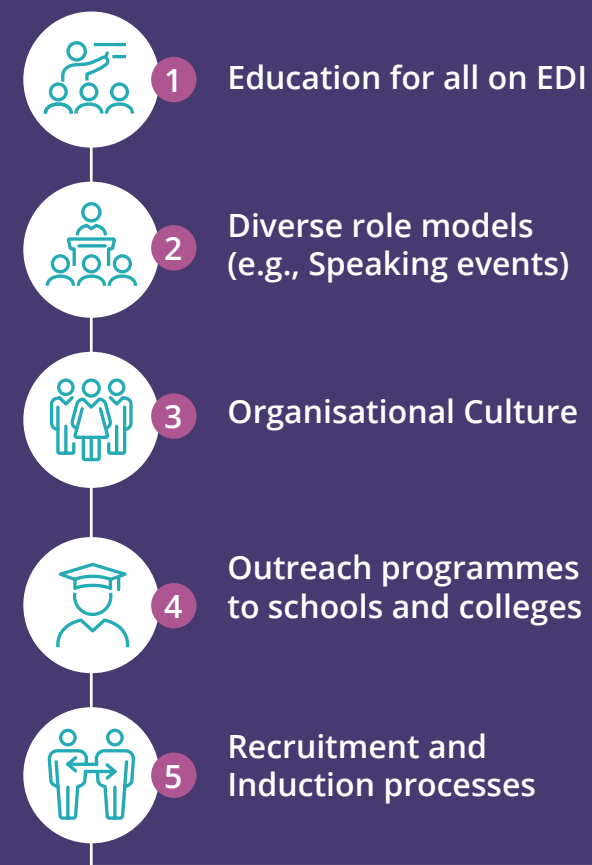 1
Education for all on EDI
2
Diverse role models
(e.g., Speaking events)
3
Organisational Culture
4
Outreach programmes
to schools and colleges
5
Recruitment and
Induction processes